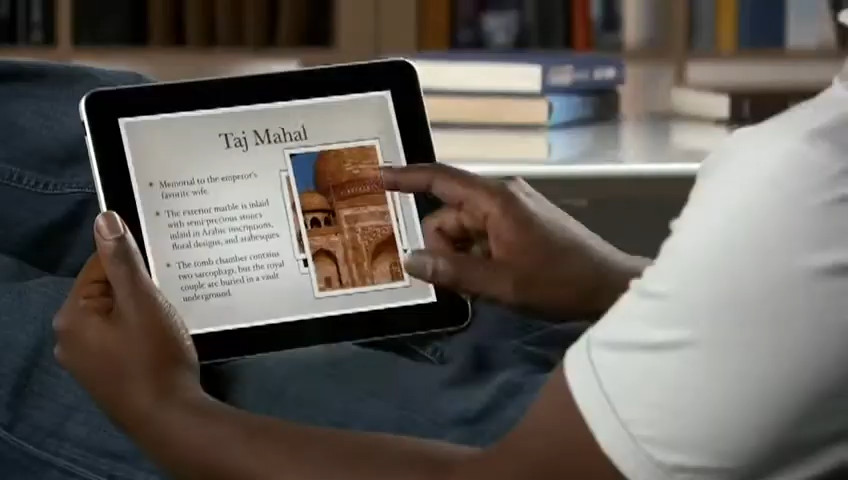 Taj Mahal
• Memorial to the emperor's
favorite wife.
• The exterior marble is inlaid
with semi-precious stones
inlaid in Arabic inscriptions,
floral designs, and arabesques.
• The tomb chamber contains
two sarcophagi, but the royal
couple are buried in a vault
underground.